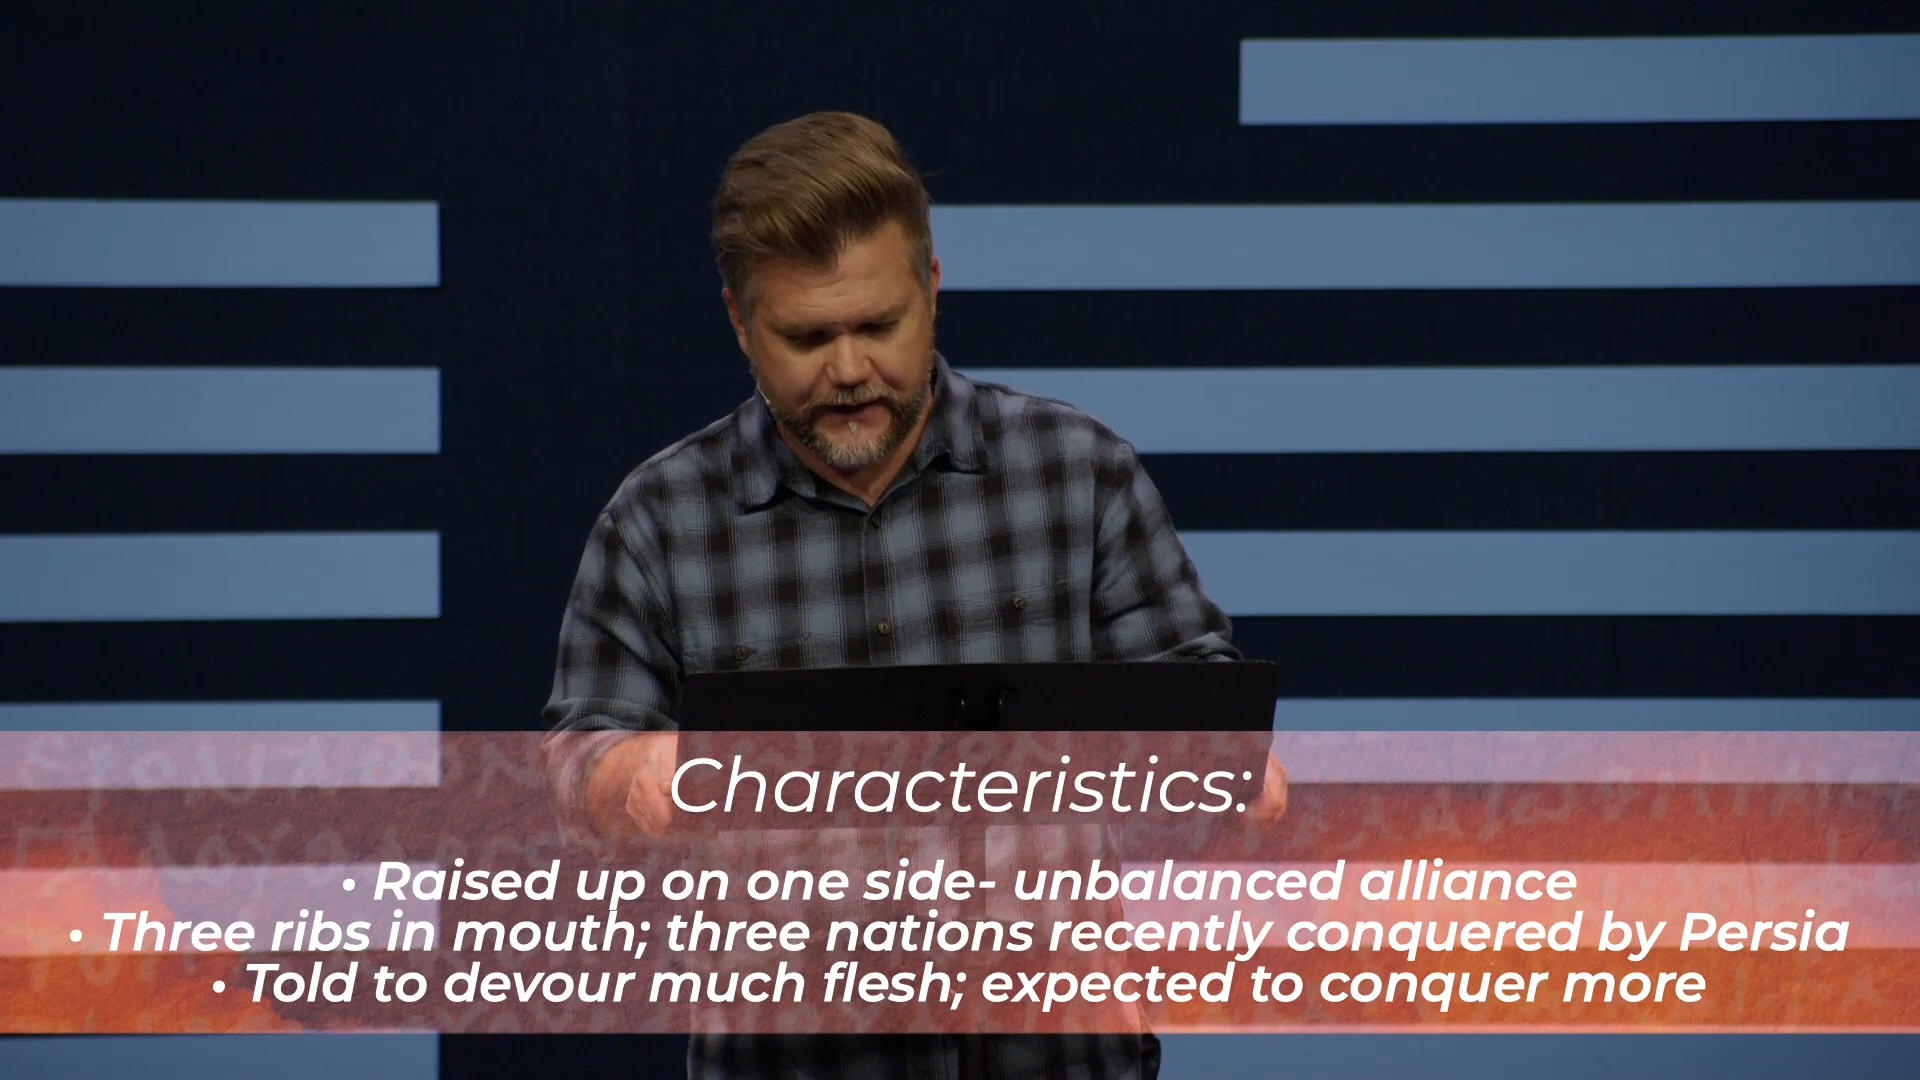 Characteristics:
• Raised up on one side- unbalanced alliance
• Three ribs in mouth; three nations recently conquered by Persia
• Told to devour much flesh; expected to conquer more